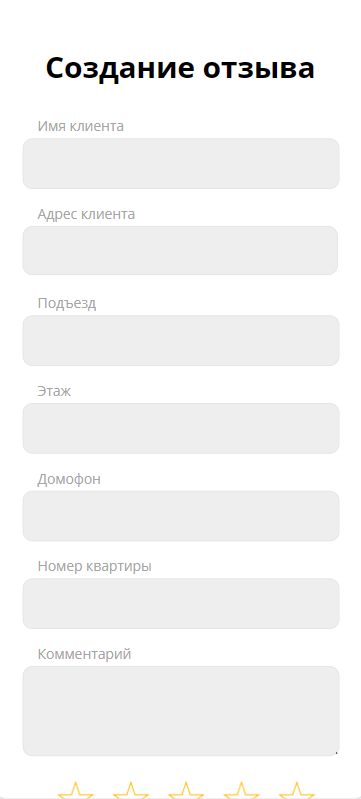 Создание отзыва
Имя клиента
Адрес клиента
Подъезд
Этаж
Домофон
Номер квартиры
Комментарий